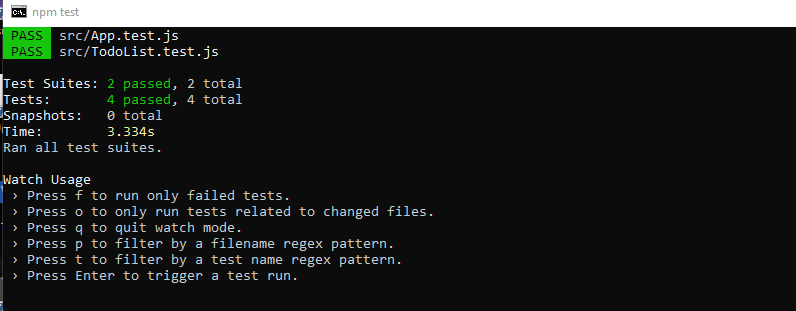 npm test
PASS src/App.test.js
PASS src/TodoList.test.js
Test Suites: 2 passed, 2 total
Tests: 4 passed, 4 total
Snapshots: 0 total
Time: 3.334s
Ran all test suites.
Watch Usage
› Press f to run only failed tests.
› Press o to only run tests related to changed files.
› Press q to quit watch mode.
› Press p to filter by a filename regex pattern.
› Press t to filter by a test name regex pattern.
› Press Enter to trigger a test run.